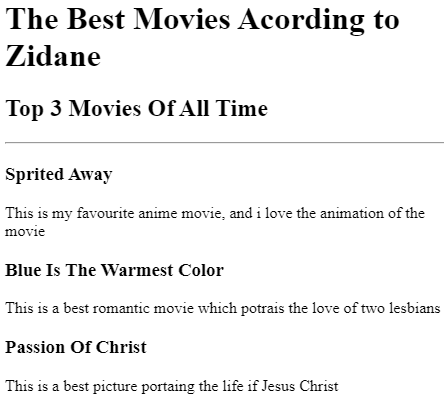 The Best Movies Acording to
Zidane
Top 3 Movies Of All Time
Sprited Away
This is my favourite anime movie, and i love the animation of the
movie
Blue Is The Warmest Color
This is a best romantic movie which potrais the love of two lesbians
Passion Of Christ
This is a best picture portaing the life if Jesus Christ